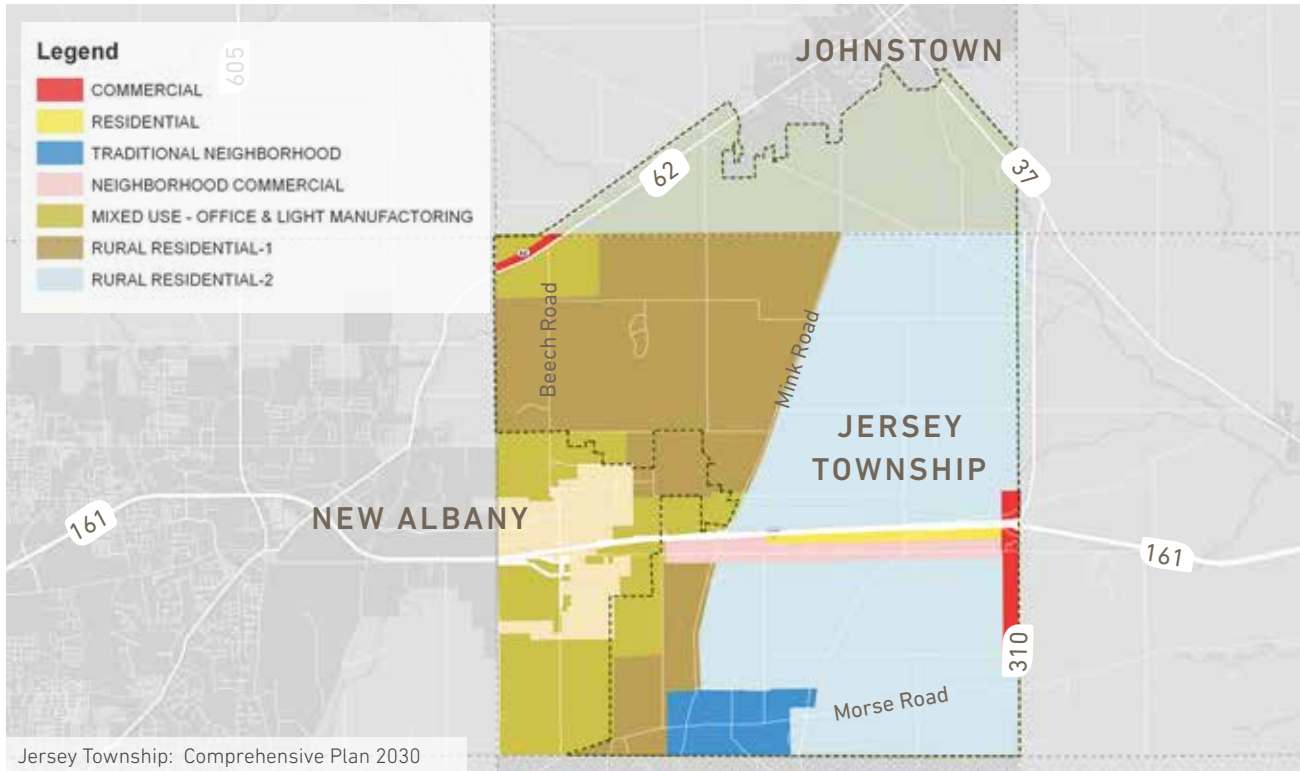 Legend
COMMERCIAL
RESIDENTIAL
TRADITIONAL NEIGHBORHOOD
NEIGHBORHOOD COMMERCIAL
MIXED USE - OFFICE & LIGHT MANUFACTORING
RURAL RESIDENTIAL-1
RURAL RESIDENTIAL-2
605
JOHNSTOWN
62
37
Beech Road
Mink Road
JERSEY
TOWNSHIP
NEW ALBANY
161
161
310
Morse Road
Jersey Township: Comprehensive Plan 2030